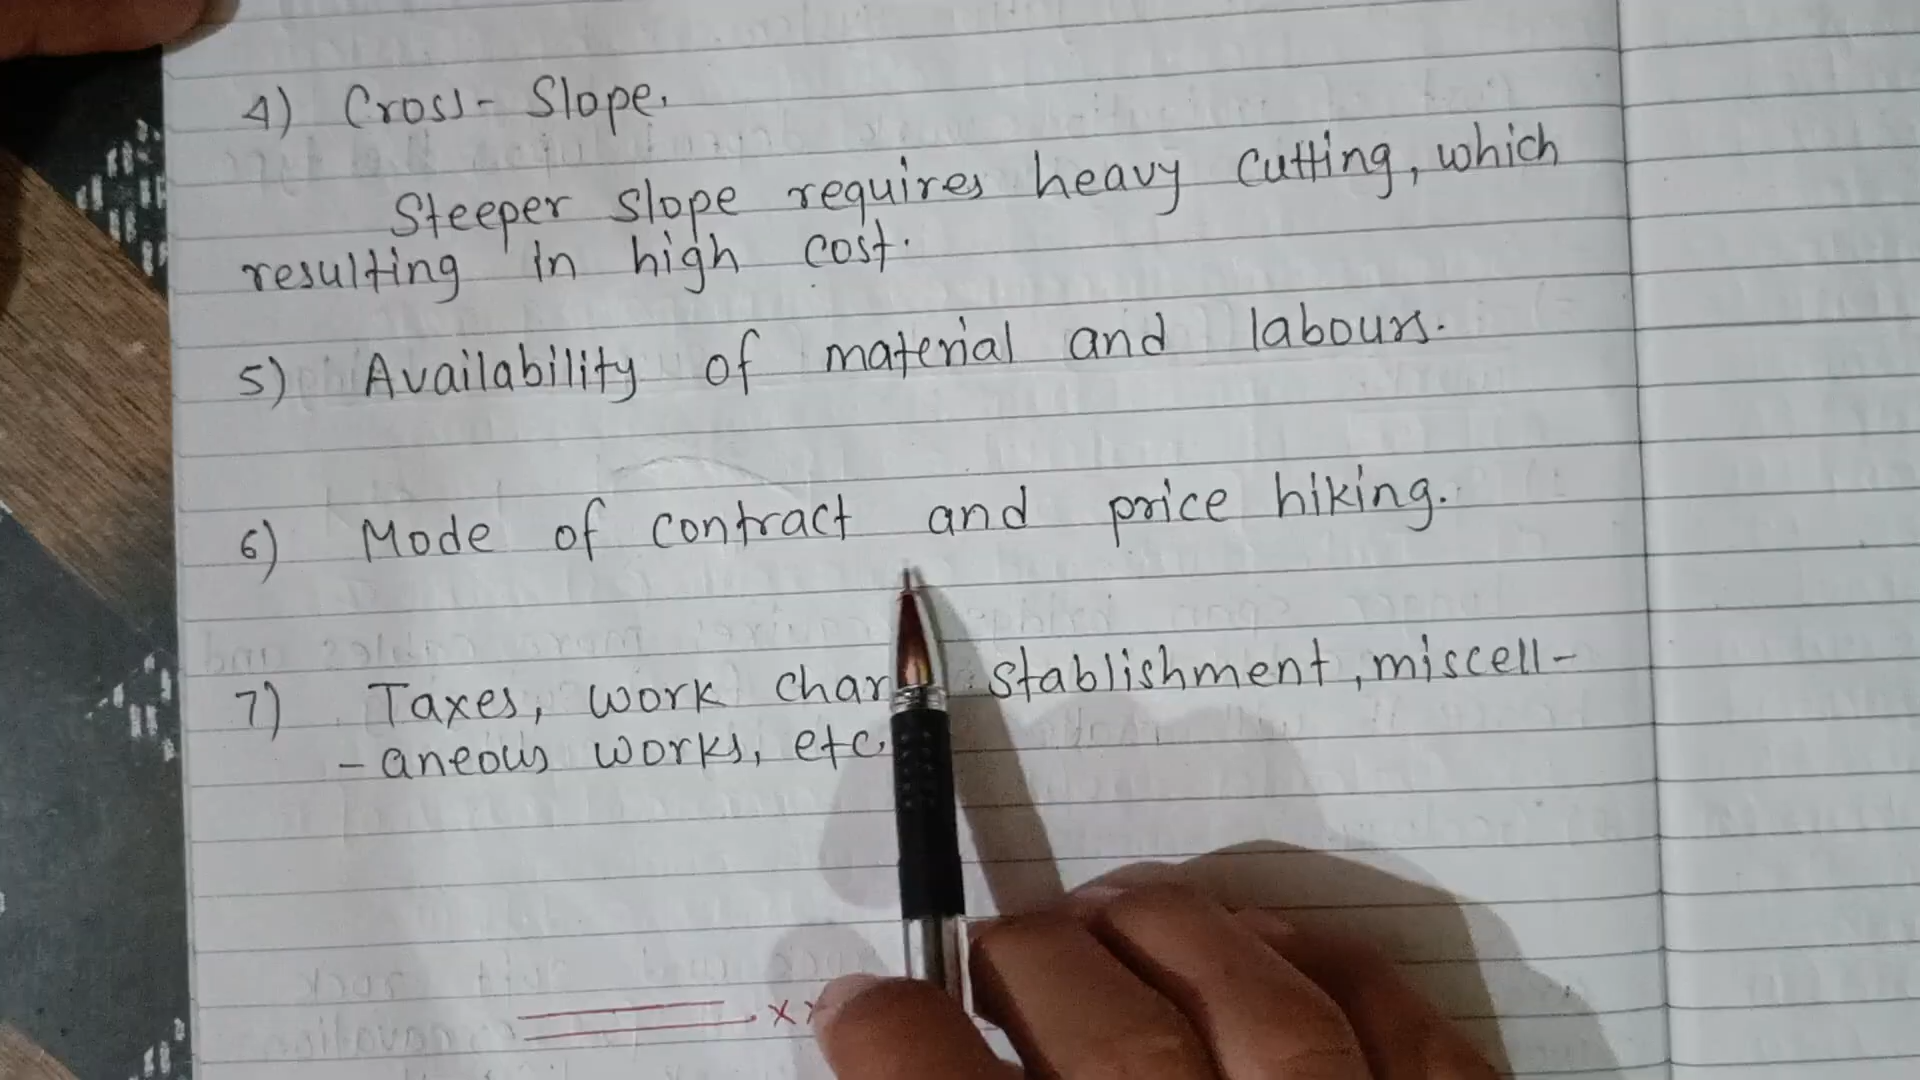 4) Cross-Slope.
Steeper slope requires heavy cutting, which
resulting in high cost.
5) Availability of material and labours.
6) Mode of contract and price hiking.
7) Taxes, work char stablishment, miscell-
-aneous works, etc.
xx